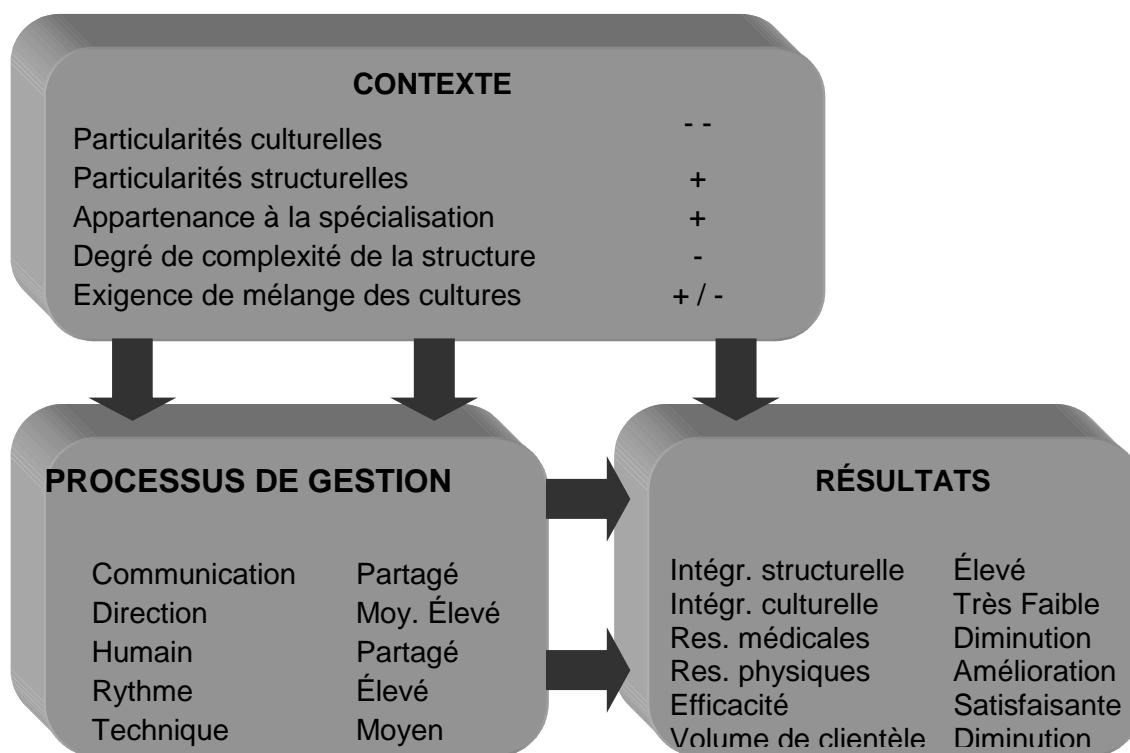 CONTEXTE
Particularités culturelles - -
Particularités structurelles +
Appartenance à la spécialisation +
Degré de complexité de la structure -
Exigence de mélange des cultures + / -
PROCESSUS DE GESTION
Communication Partagé
Direction Moy. Élevé
Humain Partagé
Rythme Élevé
Technique Moyen
RÉSULTATS
Intégr. structurelle Élevé
Intégr. culturelle Très Faible
Res. médicales Diminution
Res. physiques Amélioration
Efficacité Satisfaisante
Volume de clientèle Diminution